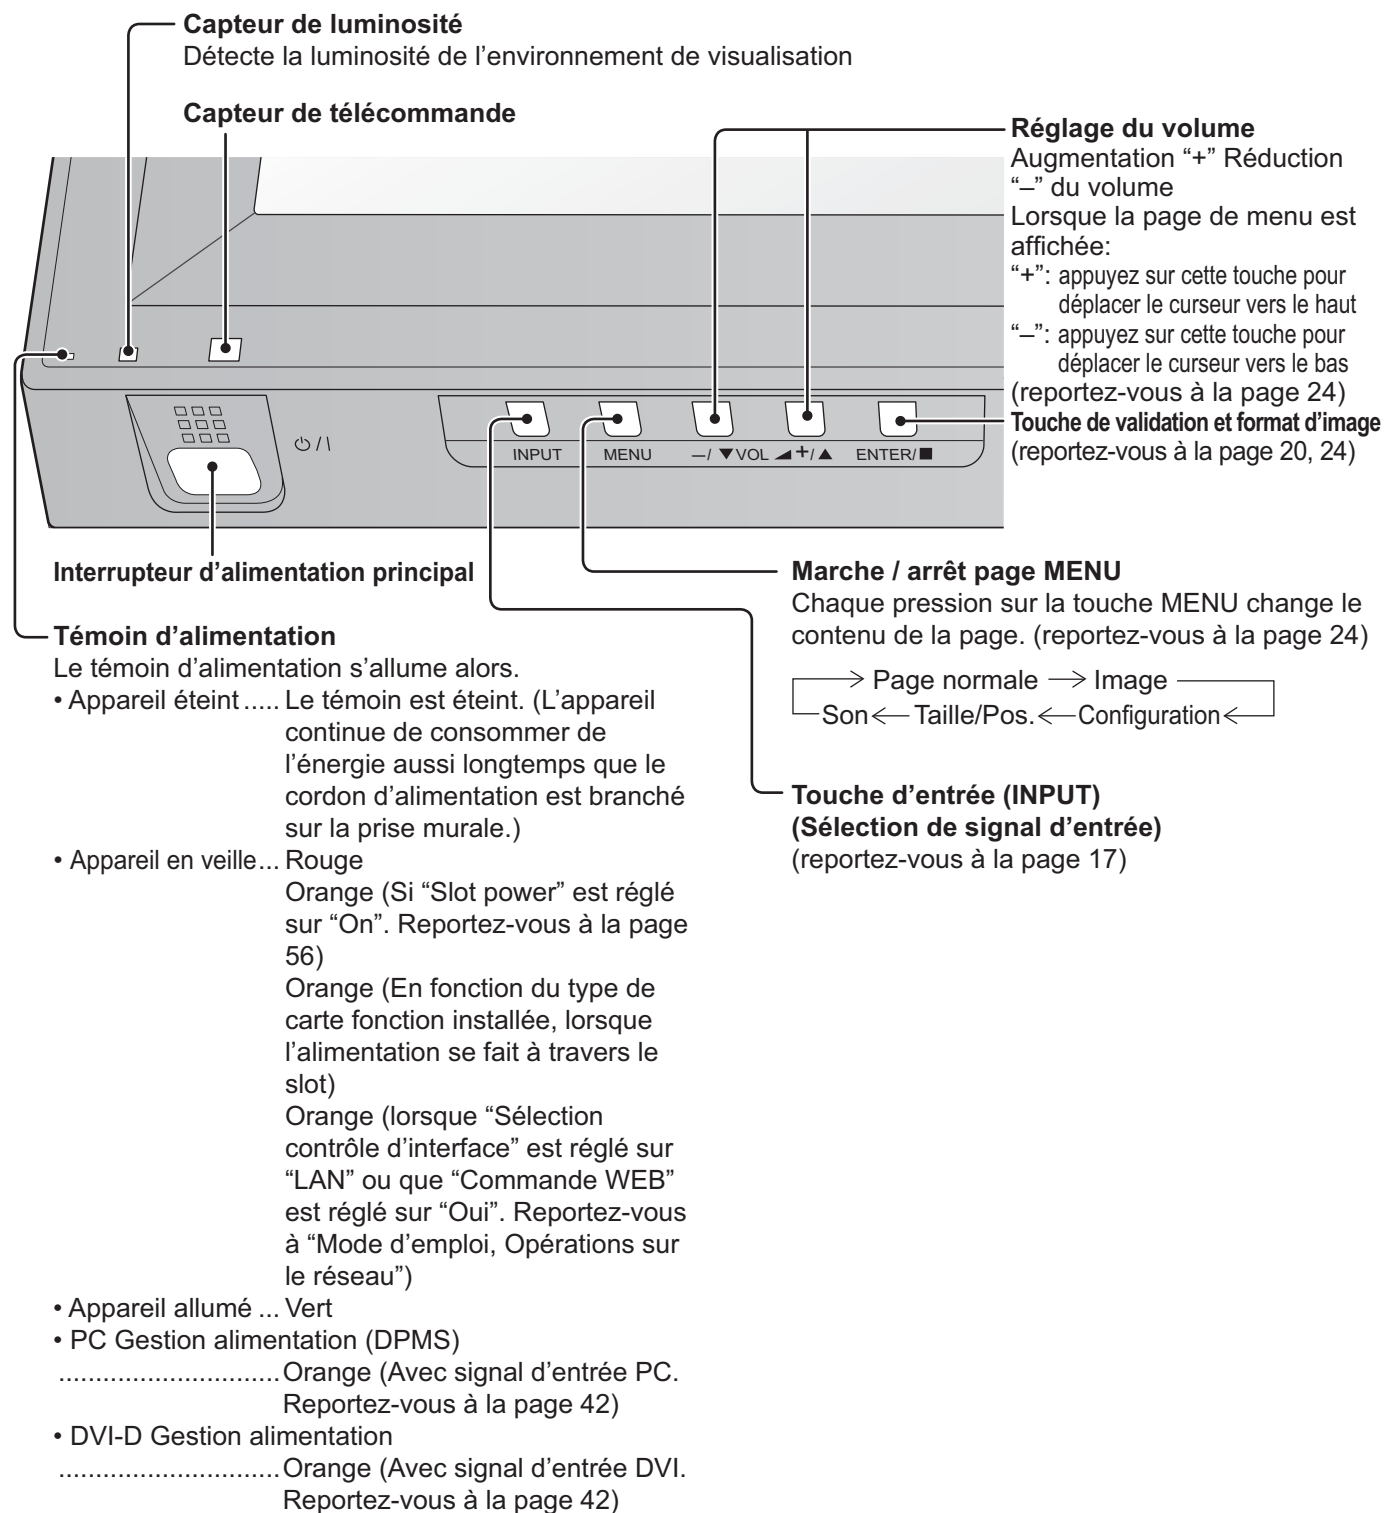 Capteur de luminosité
Détecte la luminosité de l’environnement de visualisation
Capteur de télécommande
Réglage du volume
Augmentation “+” Réduction
“–” du volume
Lorsque la page de menu est
affichée:
“+”: appuyez sur cette touche pour
déplacer le curseur vers le haut
“–”: appuyez sur cette touche pour
déplacer le curseur vers le bas
(reportez-vous à la page 24)
Touche de validation et format d’image
(reportez-vous à la page 20, 24)
⏻ / |
INPUT MENU –/ ▼ VOL ◢ +/ ▲ ENTER/ ■
Interrupteur d’alimentation principal
Témoin d’alimentation
Le témoin d’alimentation s’allume alors.
• Appareil éteint ..... Le témoin est éteint. (L’appareil
continue de consommer de
l’énergie aussi longtemps que le
cordon d’alimentation est branché
sur la prise murale.)
• Appareil en veille ... Rouge
Orange (Si “Slot power” est réglé
sur “On”. Reportez-vous à la page
56)
Orange (En fonction du type de
carte fonction installée, lorsque
l’alimentation se fait à travers le
slot)
Orange (lorsque “Sélection
contrôle d’interface” est réglé sur
“LAN” ou que “Commande WEB”
est réglé sur “Oui”. Reportez-vous
à “Mode d’emploi, Opérations sur
le réseau”)
• Appareil allumé ... Vert
• PC Gestion alimentation (DPMS)
.............................. Orange (Avec signal d’entrée PC.
Reportez-vous à la page 42)
• DVI-D Gestion alimentation
.............................. Orange (Avec signal d’entrée DVI.
Reportez-vous à la page 42)
Marche / arrêt page MENU
Chaque pression sur la touche MENU change le
contenu de la page. (reportez-vous à la page 24)
→ Page normale → Image
Son ← Taille/Pos. ← Configuration ←
Touche d’entrée (INPUT)
(Sélection de signal d’entrée)
(reportez-vous à la page 17)